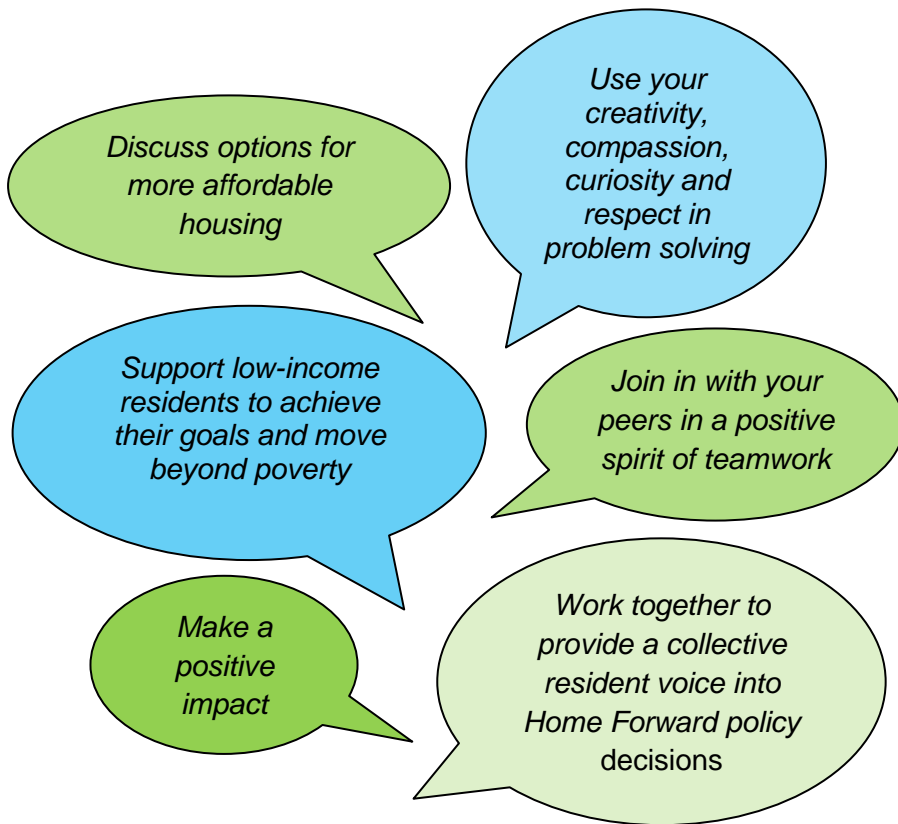 Discuss options for
more affordable
housing
Use your
creativity,
compassion,
curiosity and
respect in
problem solving
Support low-income
residents to achieve
their goals and move
beyond poverty
Join in with your
peers in a positive
spirit of teamwork
Make a
positive
impact
Work together to
provide a collective
resident voice into
Home Forward policy
decisions